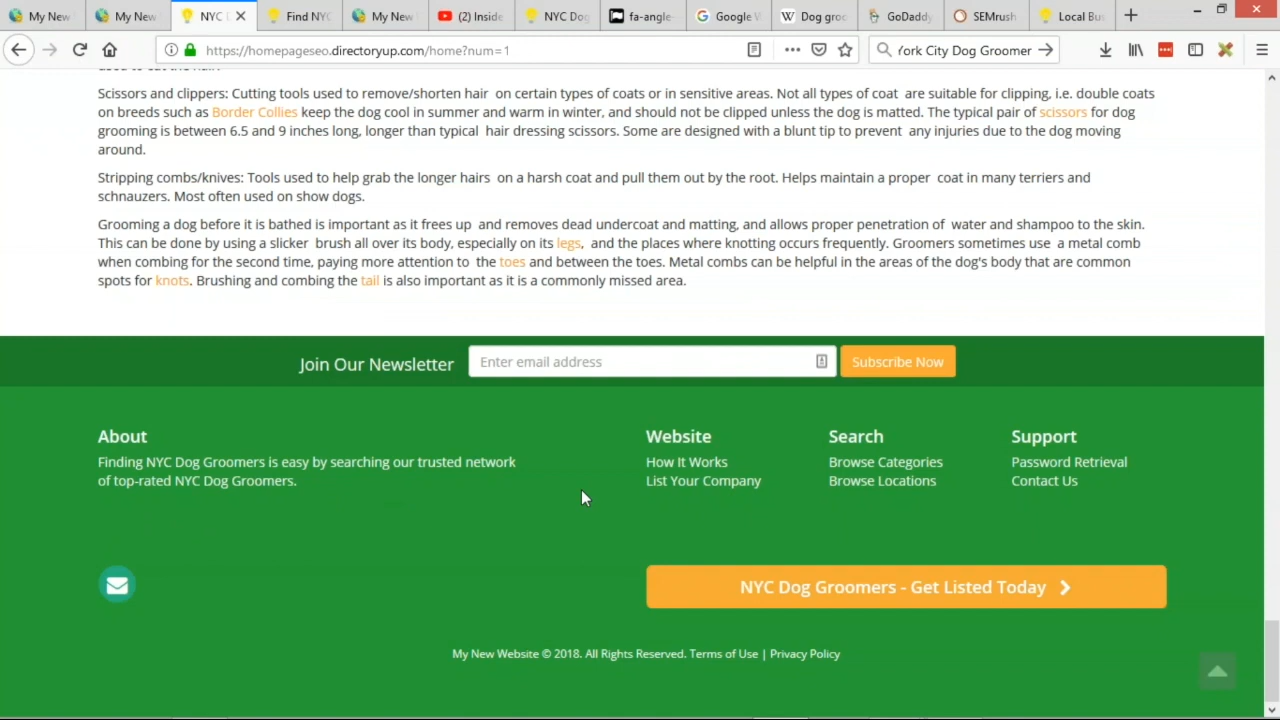 My New
My New
NYC
Find NYC
My New
(2) Inside
NYC Dog
fa-angle-
Google
Dog groo
GoDaddy
SEMrush
Local Bus
https://homepageseo.directoryup.com/home?num=1
York City Dog Groomer
Scissors and clippers: Cutting tools used to remove/shorten hair on certain types of coats or in sensitive areas. Not all types of coat are suitable for clipping, i.e. double coats
on breeds such as Border Collies keep the dog cool in summer and warm in winter, and should not be clipped unless the dog is matted. The typical pair of scissors for dog
grooming is between 6.5 and 9 inches long, longer than typical hair dressing scissors. Some are designed with a blunt tip to prevent any injuries due to the dog moving
around.
Stripping combs/knives: Tools used to help grab the longer hairs on a harsh coat and pull them out by the root. Helps maintain a proper coat in many terriers and
schnauzers. Most often used on show dogs.
Grooming a dog before it is bathed is important as it frees up and removes dead undercoat and matting, and allows proper penetration of water and shampoo to the skin.
This can be done by using a slicker brush all over its body, especially on its legs, and the places where knotting occurs frequently. Groomers sometimes use a metal comb
when combing for the second time, paying more attention to the toes and between the toes. Metal combs can be helpful in the areas of the dog's body that are common
spots for knots. Brushing and combing the tail is also important as it is a commonly missed area.
Join Our Newsletter
Enter email address
Subscribe Now
About
Finding NYC Dog Groomers is easy by searching our trusted network
of top-rated NYC Dog Groomers.
Website
How It Works
List Your Company
Search
Browse Categories
Browse Locations
Support
Password Retrieval
Contact Us
NYC Dog Groomers - Get Listed Today
My New Website © 2018. All Rights Reserved. Terms of Use | Privacy Policy